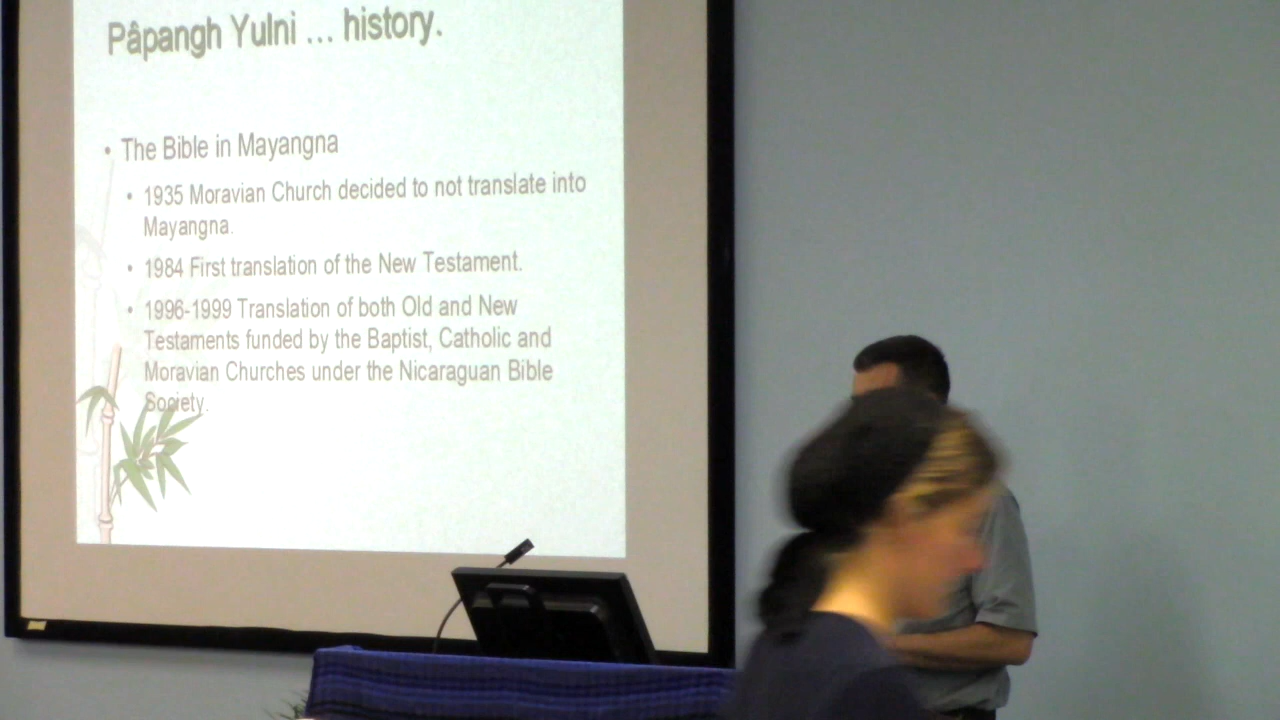 Pâpangh Yulni ... history.
• The Bible in Mayangna
• 1935 Moravian Church decided to not translate into
Mayangna.
• 1984 First translation of the New Testament.
• 1996-1999 Translation of both Old and New
Testaments funded by the Baptist, Catholic and
Moravian Churches under the Nicaraguan Bible
Society.